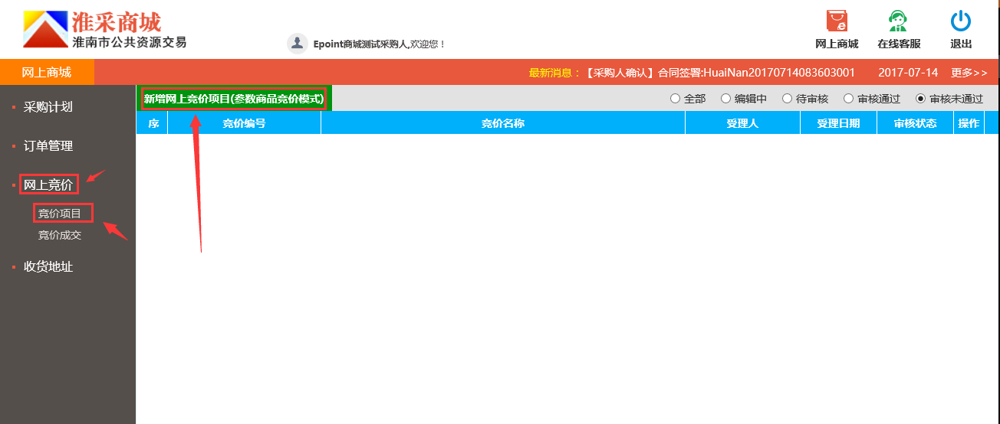 淮采商城
淮南市公共资源交易
Epoint商城测试采购人,欢迎您！
网上商城 在线客服 退出
网上商城
最新消息：【采购人确认】合同签署:HuaiNan20170714083603001 2017-07-14 更多>>
采购计划
订单管理
网上竞价
竞价项目
竞价成交
收货地址
新增网上竞价项目(参数商品竞价模式)
全部 编辑中 待审核 审核通过 审核未通过
序 竞价编号 竞价名称 受理人 受理日期 审核状态 操作